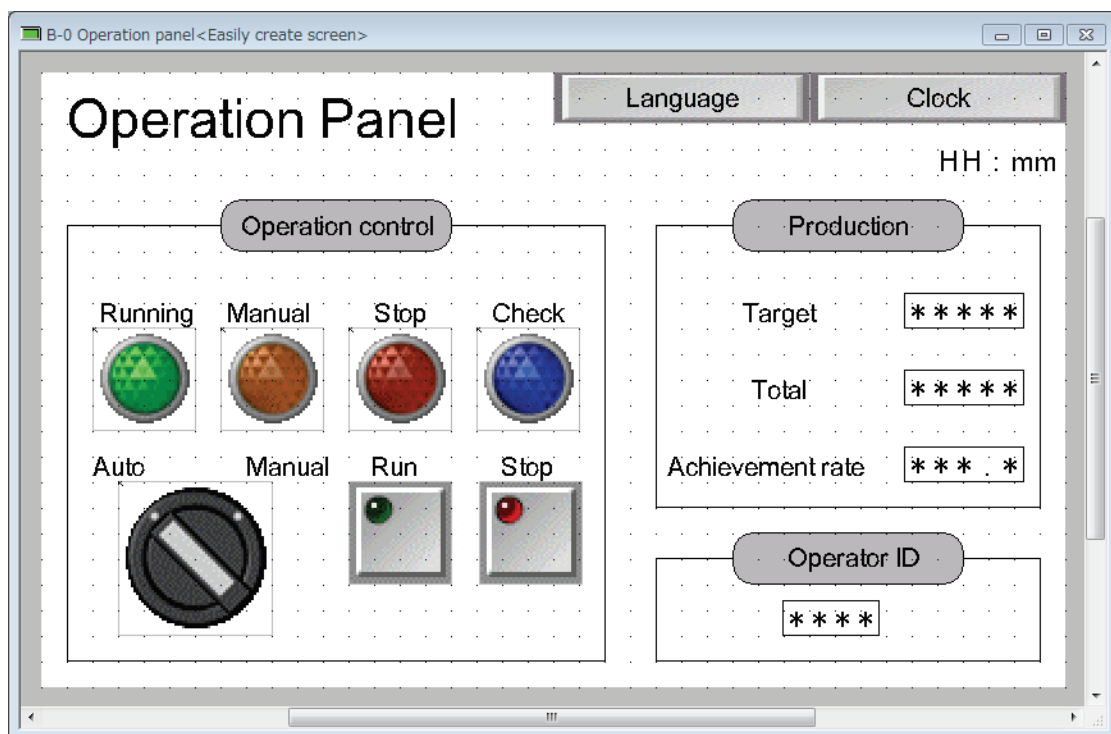 B-0 Operation panel<Easily create screen>
Language Clock
Operation Panel
HH : mm
Operation control
Production
Running Manual Stop Check
Target *****
Total *****
Auto Manual Run Stop
Achievement rate ***.*
Operator ID
****